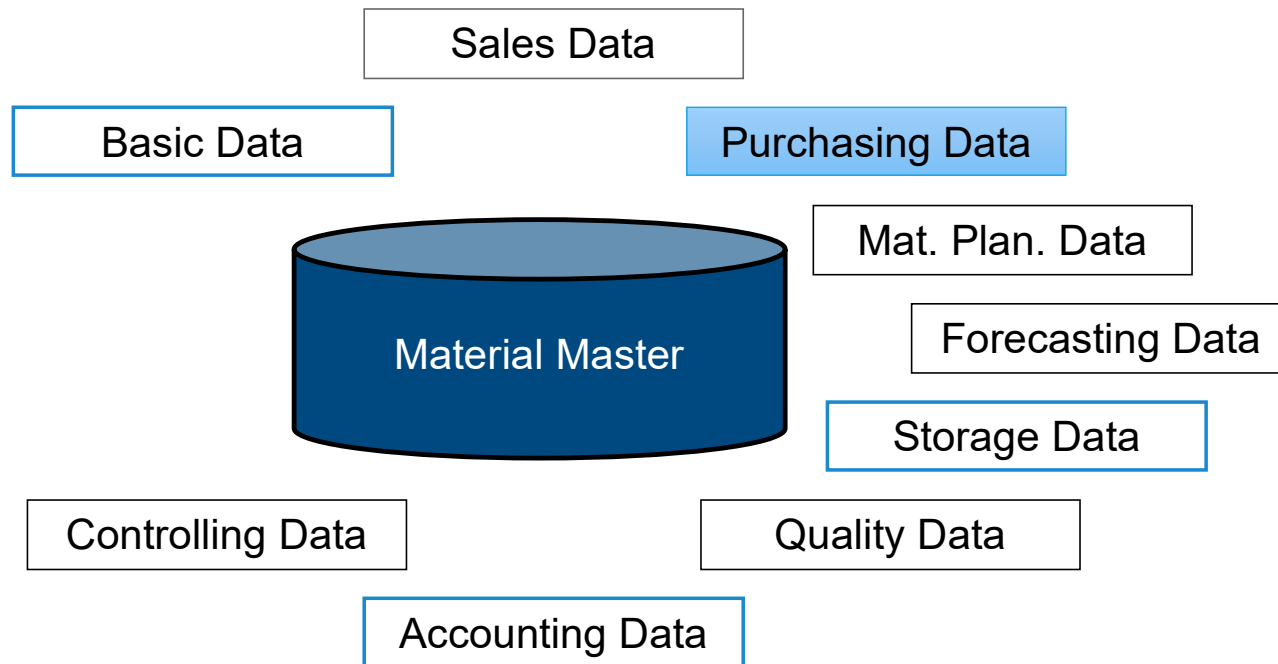 Sales Data
Basic Data
Purchasing Data
Mat. Plan. Data
Material Master
Forecasting Data
Storage Data
Controlling Data
Quality Data
Accounting Data